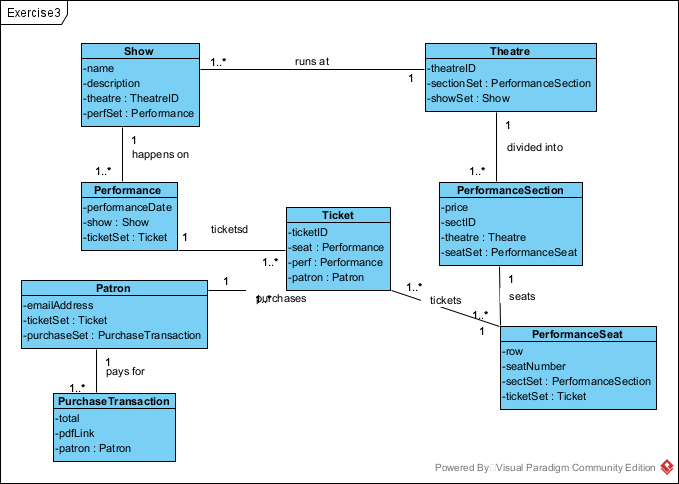 Exercise3
Show
-name
-description
-theatre : TheatreID
-perfSet : Performance
1..*
runs at
1
Theatre
-theatreID
-sectionSet : PerformanceSection
-showSet : Show
1
happens on
1..*
1
divided into
1..*
Performance
-performanceDate
-show : Show
-ticketSet : Ticket
1
ticketsd
1..*
Ticket
-ticketID
-seat : Performance
-perf : Performance
-patron : Patron
PerformanceSection
-price
-sectID
-theatre : Theatre
-seatSet : PerformanceSeat
1
purchases
1..*
1..*
tickets
1
1
seats
1..*
Patron
-emailAddress
-ticketSet : Ticket
-purchaseSet : PurchaseTransaction
PerformanceSeat
-row
-seatNumber
-sectSet : PerformanceSection
-ticketSet : Ticket
1
pays for
1..*
PurchaseTransaction
-total
-pdfLink
-patron : Patron
Powered By Visual Paradigm Community Edition